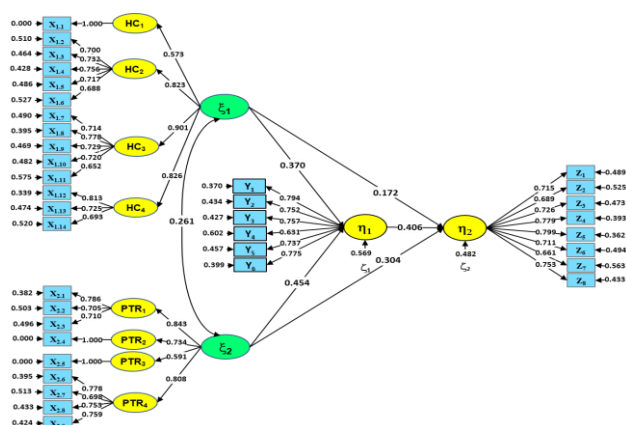 0.000 X1.1 1.000 HC1
0.510 X1.2 0.700
0.464 X1.3 0.732
0.428 X1.4 0.756 HC2
0.486 X1.5 0.717
0.527 X1.6 0.688
0.490 X1.7 0.714
0.395 X1.8 0.778
0.469 X1.9 0.729 HC3
0.482 X1.10 0.720
0.575 X1.11 0.652
0.339 X1.12 0.813
0.474 X1.13 0.725 HC4
0.520 X1.14 0.693
0.573
0.823
0.901
0.826
ξ1
0.261
0.370
0.172
0.370 Y1 0.794
0.434 Y2 0.752
0.427 Y1 0.757
0.602 Y4 0.631
0.457 Y5 0.737
0.399 Y6 0.775
η1
0.569
ζ1
0.406
η2
0.482
ζ2
0.304
0.454
0.715 Z1 0.489
0.689 Z2 0.525
0.726 Z3 0.473
0.779 Z4 0.393
0.799 Z5 0.362
0.711 Z6 0.494
0.661 Z7 0.563
0.753 Z8 0.433
0.382 X2.1 0.786
0.503 X2.2 0.705 PTR1
0.496 X2.3 0.710
0.000 X2.4 1.000 PTR2
0.000 X2.5 1.000 PTR3
0.395 X2.6 0.778
0.513 X2.7 0.698 PTR4
0.433 X2.8 0.753
0.424 0.759
0.843
0.734
0.591
0.808
ξ2